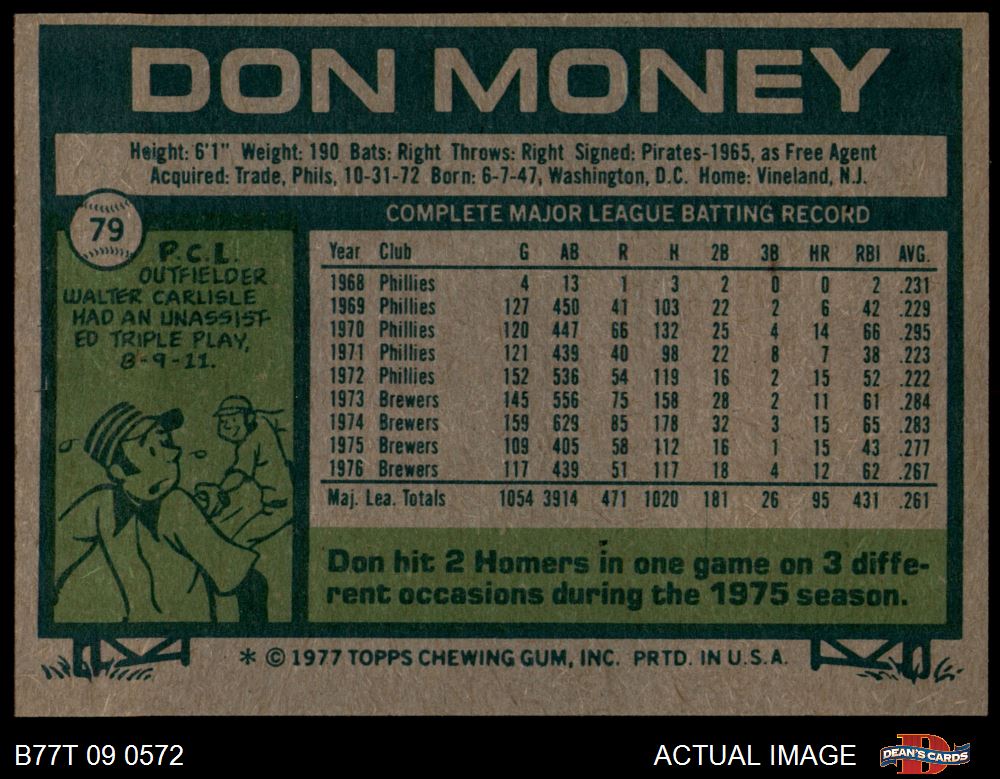 DON MONEY
Height: 6'1" Weight: 190 Bats: Right Throws: Right Signed: Pirates-1965, as Free Agent
Acquired: Trade, Phils, 10-31-72 Born: 6-7-47, Washington, D.C. Home: Vineland, N.J.
79
P.C.L.
OUTFIELDER
WALTER CARLISLE
HAD AN UNASSIST-
ED TRIPLE PLAY,
8-9-11.
COMPLETE MAJOR LEAGUE BATTING RECORD
Year Club G AB R H 2B 3B HR RBI AVG.
1968 Phillies 4 13 1 3 2 0 0 2 .231
1969 Phillies 127 450 41 103 22 2 6 42 .229
1970 Phillies 120 447 66 132 25 4 14 66 .295
1971 Phillies 121 439 40 98 22 8 7 38 .223
1972 Phillies 152 536 54 119 16 2 15 52 .222
1973 Brewers 145 556 75 158 28 2 11 61 .284
1974 Brewers 159 629 85 178 32 3 15 65 .283
1975 Brewers 109 405 58 112 16 1 15 43 .277
1976 Brewers 117 439 51 117 18 4 12 62 .267
Maj. Lea. Totals 1054 3914 471 1020 181 26 95 431 .261
Don hit 2 Homers in one game on 3 diffe-
rent occasions during the 1975 season.
* © 1977 TOPPS CHEWING GUM, INC. PRTD. IN U.S.A.
B77T 09 0572
ACTUAL IMAGE
D
DEAN'S CARDS